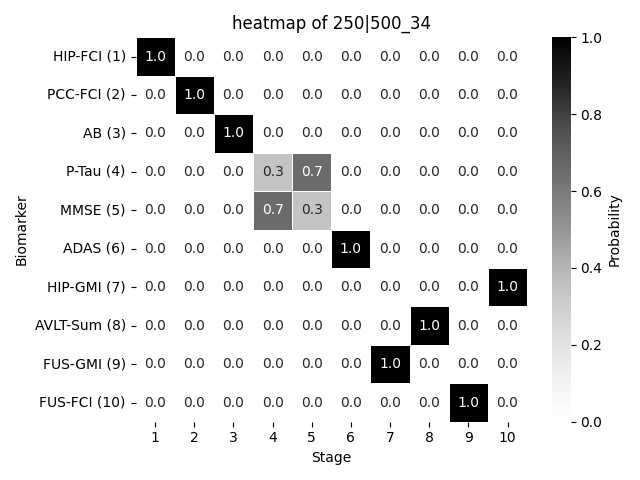 heatmap of 250|500_34
HIP-FCI (1) 1.0 0.0 0.0 0.0 0.0 0.0 0.0 0.0 0.0 0.0
PCC-FCI (2) 0.0 1.0 0.0 0.0 0.0 0.0 0.0 0.0 0.0 0.0
AB (3) 0.0 0.0 1.0 0.0 0.0 0.0 0.0 0.0 0.0 0.0
P-Tau (4) 0.0 0.0 0.0 0.3 0.7 0.0 0.0 0.0 0.0 0.0
MMSE (5) 0.0 0.0 0.0 0.7 0.3 0.0 0.0 0.0 0.0 0.0
ADAS (6) 0.0 0.0 0.0 0.0 0.0 1.0 0.0 0.0 0.0 0.0
HIP-GMI (7) 0.0 0.0 0.0 0.0 0.0 0.0 0.0 0.0 0.0 1.0
AVLT-Sum (8) 0.0 0.0 0.0 0.0 0.0 0.0 0.0 1.0 0.0 0.0
FUS-GMI (9) 0.0 0.0 0.0 0.0 0.0 0.0 1.0 0.0 0.0 0.0
FUS-FCI (10) 0.0 0.0 0.0 0.0 0.0 0.0 0.0 0.0 1.0 0.0
1 2 3 4 5 6 7 8 9 10
Stage
Biomarker
1.0
0.8
0.6
0.4
0.2
0.0
Probability